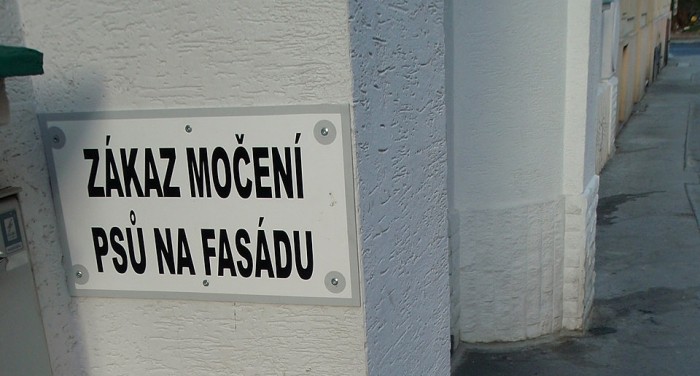 ZÁKAZ MOČENÍ
PSŮ NA FASÁDU